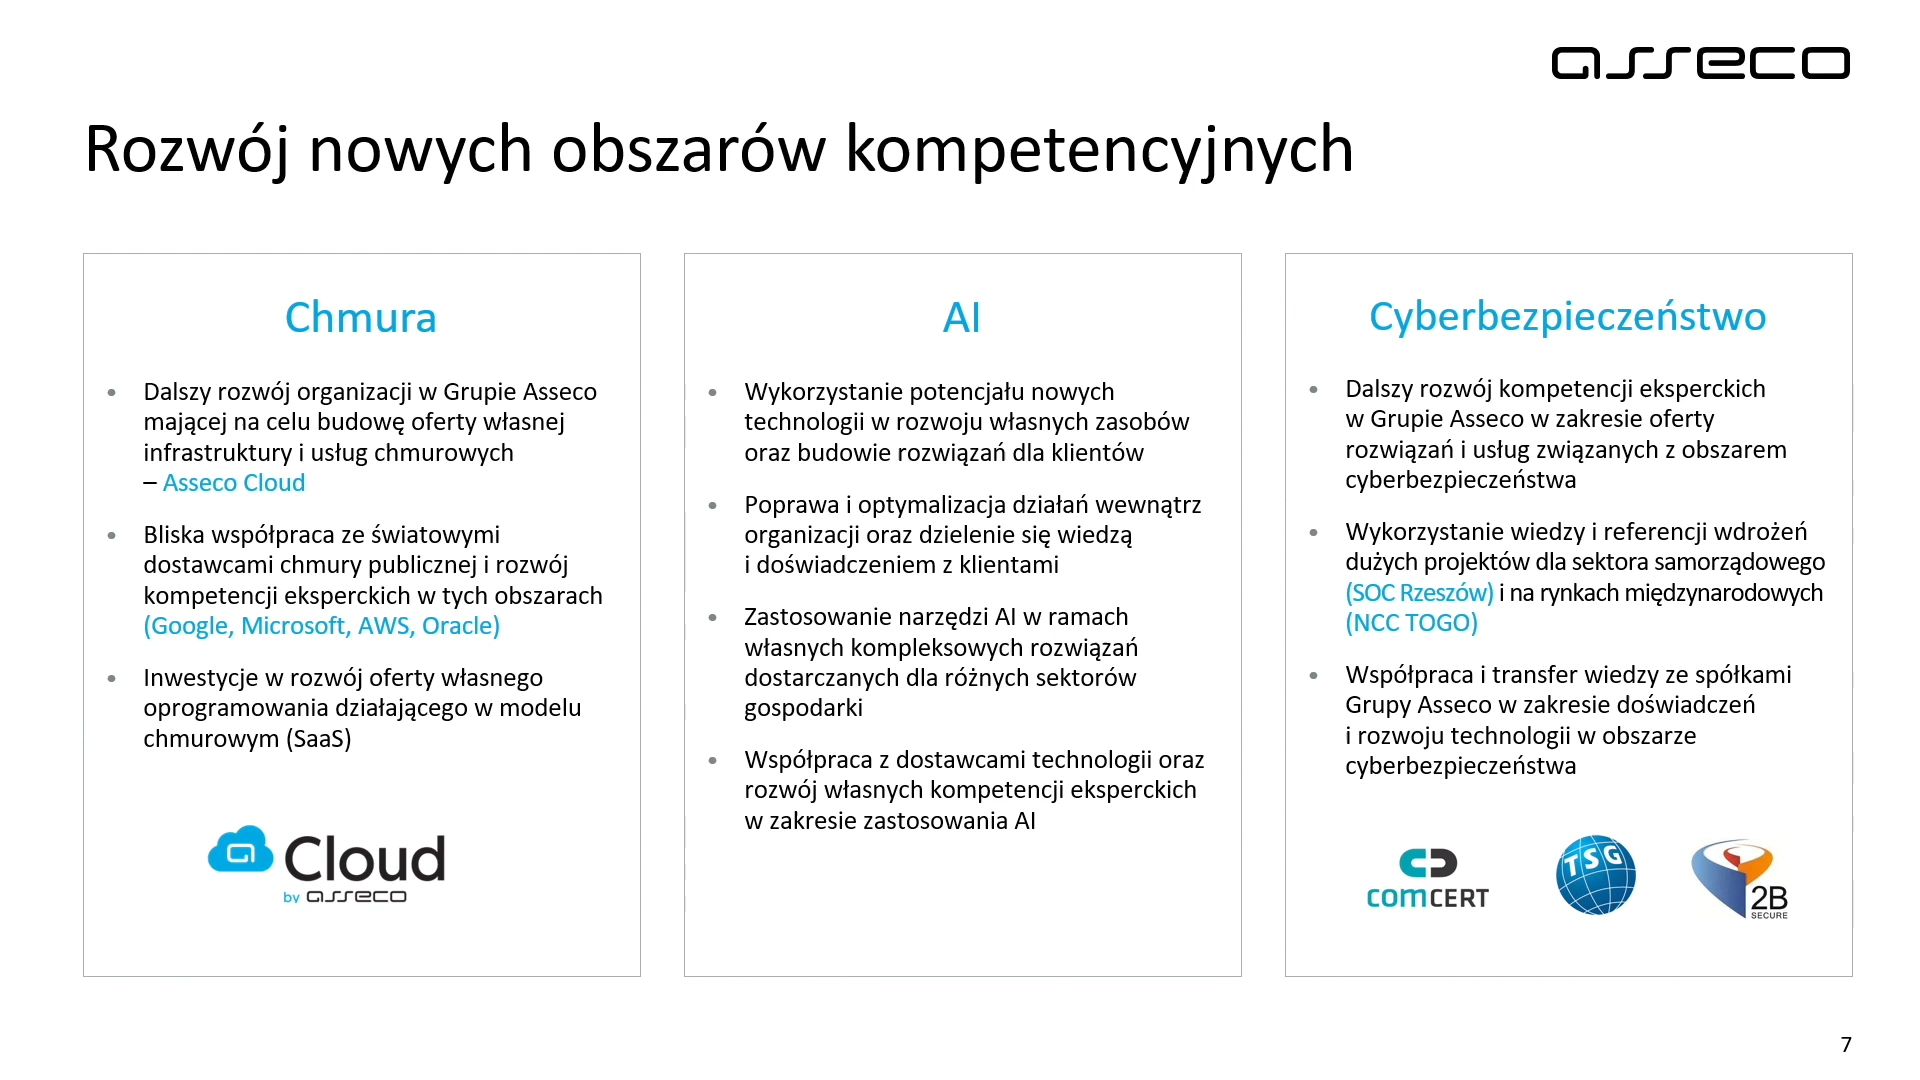 asseco
Rozwój nowych obszarów kompetencyjnych
Chmura
• Dalszy rozwój organizacji w Grupie Asseco
mającej na celu budowę oferty własnej
infrastruktury i usług chmurowych
– Asseco Cloud
• Bliska współpraca ze światowymi
dostawcami chmury publicznej i rozwój
kompetencji eksperckich w tych obszarach
(Google, Microsoft, AWS, Oracle)
• Inwestycje w rozwój oferty własnego
oprogramowania działającego w modelu
chmurowym (SaaS)
Cloud
by asseco
AI
• Wykorzystanie potencjału nowych
technologii w rozwoju własnych zasobów
oraz budowie rozwiązań dla klientów
• Poprawa i optymalizacja działań wewnątrz
organizacji oraz dzielenie się wiedzą
i doświadczeniem z klientami
• Zastosowanie narzędzi AI w ramach
własnych kompleksowych rozwiązań
dostarczanych dla różnych sektorów
gospodarki
• Współpraca z dostawcami technologii oraz
rozwój własnych kompetencji eksperckich
w zakresie zastosowania AI
Cyberbezpieczeństwo
• Dalszy rozwój kompetencji eksperckich
w Grupie Asseco w zakresie oferty
rozwiązań i usług związanych z obszarem
cyberbezpieczeństwa
• Wykorzystanie wiedzy i referencji wdrożeń
dużych projektów dla sektora samorządowego
(SOC Rzeszów) i na rynkach międzynarodowych
(NCC TOGO)
• Współpraca i transfer wiedzy ze spółkami
Grupy Asseco w zakresie doświadczeń
i rozwoju technologii w obszarze
cyberbezpieczeństwa
COMCERT
TSG
2B
SECURE
7